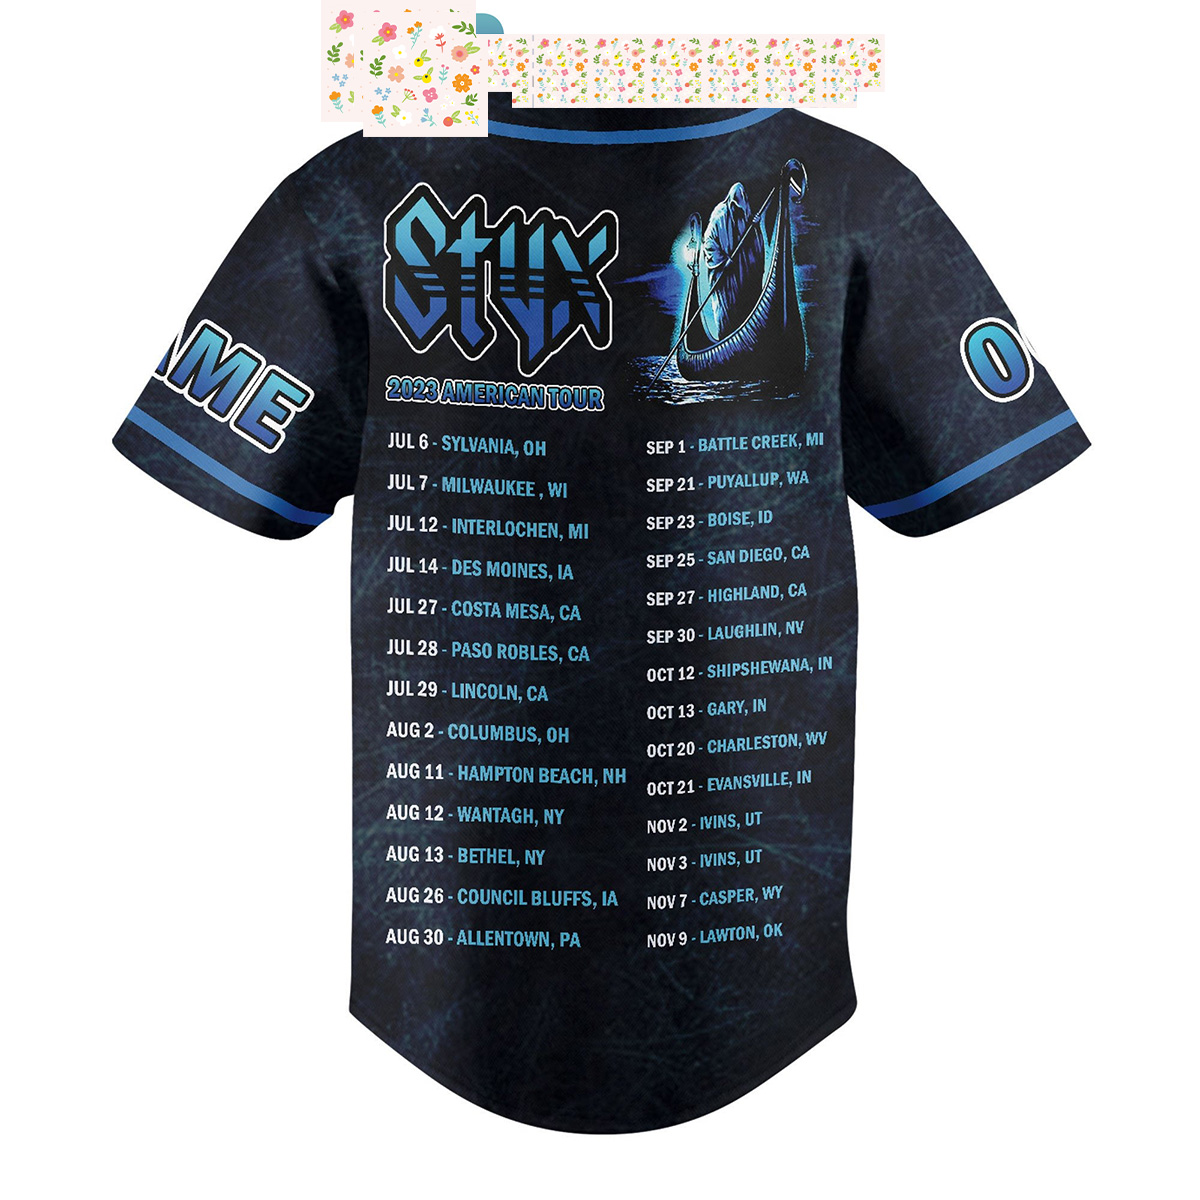 Styx
2023 AMERICAN TOUR
AME
JUL 6 - SYLVANIA, OH
JUL 7 - MILWAUKEE , WI
JUL 12 - INTERLOCHEN, MI
JUL 14 - DES MOINES, IA
JUL 27 - COSTA MESA, CA
JUL 28 - PASO ROBLES, CA
JUL 29 - LINCOLN, CA
AUG 2 - COLUMBUS, OH
AUG 11 - HAMPTON BEACH, NH
AUG 12 - WANTAGH, NY
AUG 13 - BETHEL, NY
AUG 26 - COUNCIL BLUFFS, IA
AUG 30 - ALLENTOWN, PA
SEP 1 - BATTLE CREEK, MI
SEP 21 - PUYALLUP, WA
SEP 23 - BOISE, ID
SEP 25 - SAN DIEGO, CA
SEP 27 - HIGHLAND, CA
SEP 30 - LAUGHLIN, NV
OCT 12 - SHIPSHEWANA, IN
OCT 13 - GARY, IN
OCT 20 - CHARLESTON, WV
OCT 21 - EVANSVILLE, IN
NOV 2 - IVINS, UT
NOV 3 - IVINS, UT
NOV 7 - CASPER, WY
NOV 9 - LAWTON, OK